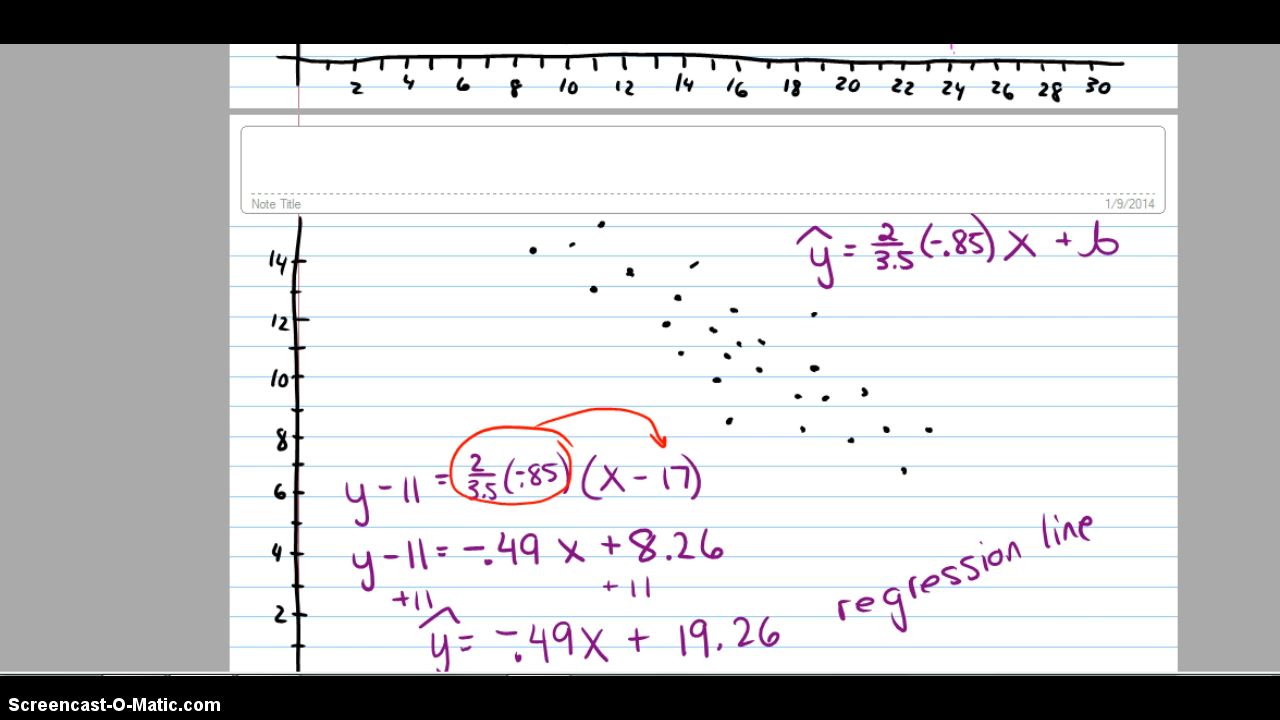 2 4 6 8 10 12 14 16 18 20 22 24 26 28 30
Note Title 1/9/2014
ŷ = 2/3.5 (-.85) x + b
14
12
10
8
6
4
2
y - 11 = 2/3.5 (-.85) (x - 17)
y - 11 = -.49 x + 8.26
+11 + 11
ŷ = -.49x + 19.26
regression line
Screencast-O-Matic.com